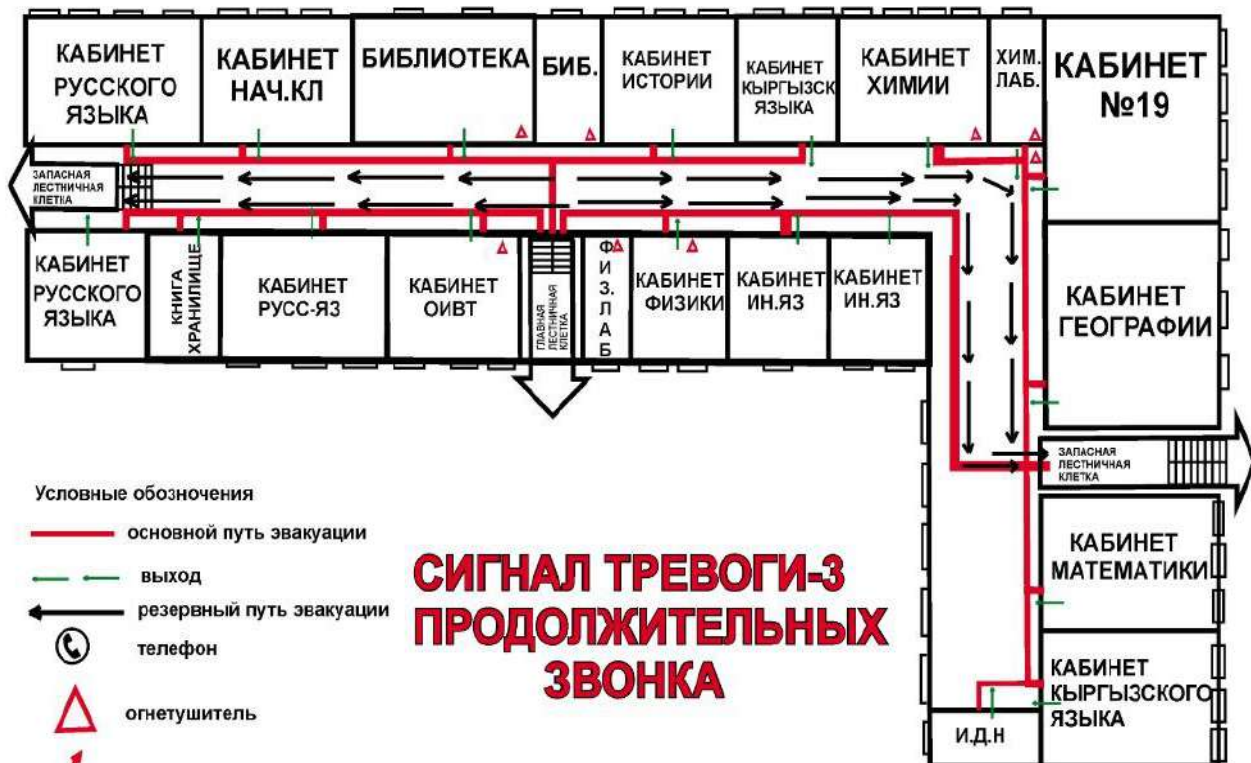 КАБИНЕТ
РУССКОГО
ЯЗЫКА
КАБИНЕТ
НАЧ.КЛ
БИБЛИОТЕКА
БИБ.
КАБИНЕТ
ИСТОРИИ
КАБИНЕТ
КЫРГЫЗСК
ЯЗЫКА
КАБИНЕТ
ХИМИИ
ХИМ.
ЛАБ.
КАБИНЕТ
№19
ЗАПАСНАЯ
ЛЕСТНИЧНАЯ
КЛЕТКА
КАБИНЕТ
РУССКОГО
ЯЗЫКА
КНИГА
ХРАНИЛИЩЕ
КАБИНЕТ
РУСС-ЯЗ
КАБИНЕТ
ОИВТ
ГЛАВНАЯ
ЛЕСТНИЧНАЯ
КЛЕТКА
ФИЗ.ЛАБ
КАБИНЕТ
ФИЗИКИ
КАБИНЕТ
ИН.ЯЗ
КАБИНЕТ
ИН.ЯЗ
КАБИНЕТ
ГЕОГРАФИИ
ЗАПАСНАЯ
ЛЕСТНИЧНАЯ
КЛЕТКА
КАБИНЕТ
МАТЕМАТИКИ
КАБИНЕТ
КЫРГЫЗСКОГО
ЯЗЫКА
И.Д.Н
Условные обозночения
основной путь эвакуации
выход
резервный путь эвакуации
телефон
огнетушитель
СИГНАЛ ТРЕВОГИ-3
ПРОДОЛЖИТЕЛЬНЫХ
ЗВОНКА